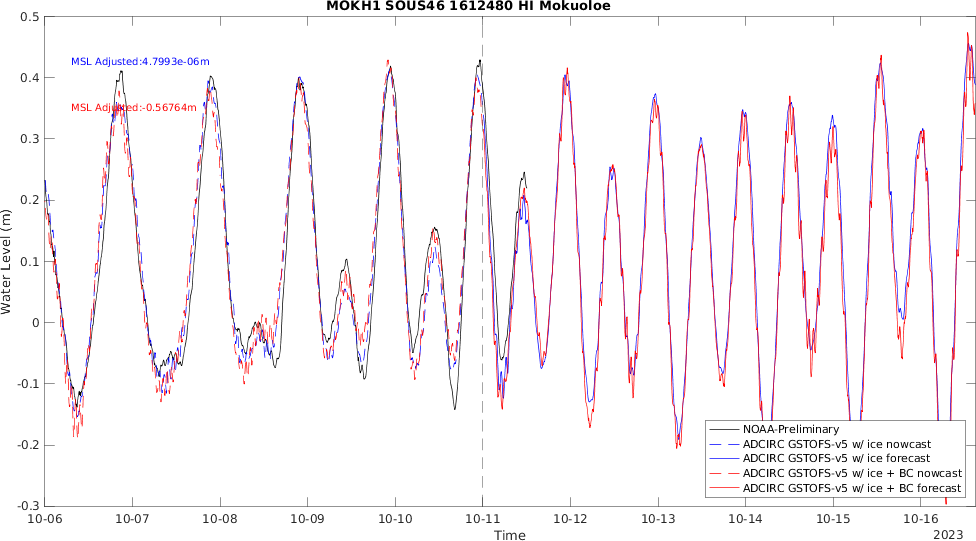 MOKH1 SOUS46 1612480 HI Mokuoloe
0.5
0.4
0.3
0.2
0.1
0
-0.1
-0.2
-0.3
Water Level (m)
MSL Adjusted:4.7993e-06m
MSL Adjusted:-0.56764m
NOAA-Preliminary
ADCIRC GSTOFS-v5 w/ ice nowcast
ADCIRC GSTOFS-v5 w/ ice forecast
ADCIRC GSTOFS-v5 w/ ice + BC nowcast
ADCIRC GSTOFS-v5 w/ ice + BC forecast
10-06 10-07 10-08 10-09 10-10 10-11 10-12 10-13 10-14 10-15 10-16
Time
2023